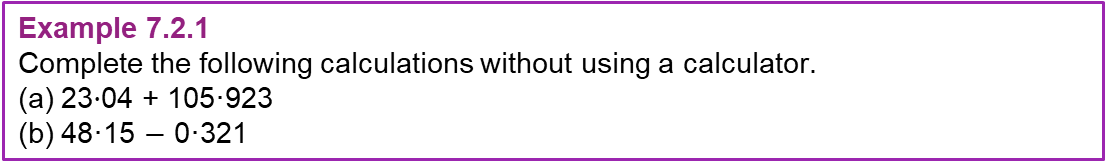 Example 7.2.1
Complete the following calculations without using a calculator.
(a) 23·04 + 105·923
(b) 48·15 − 0·321